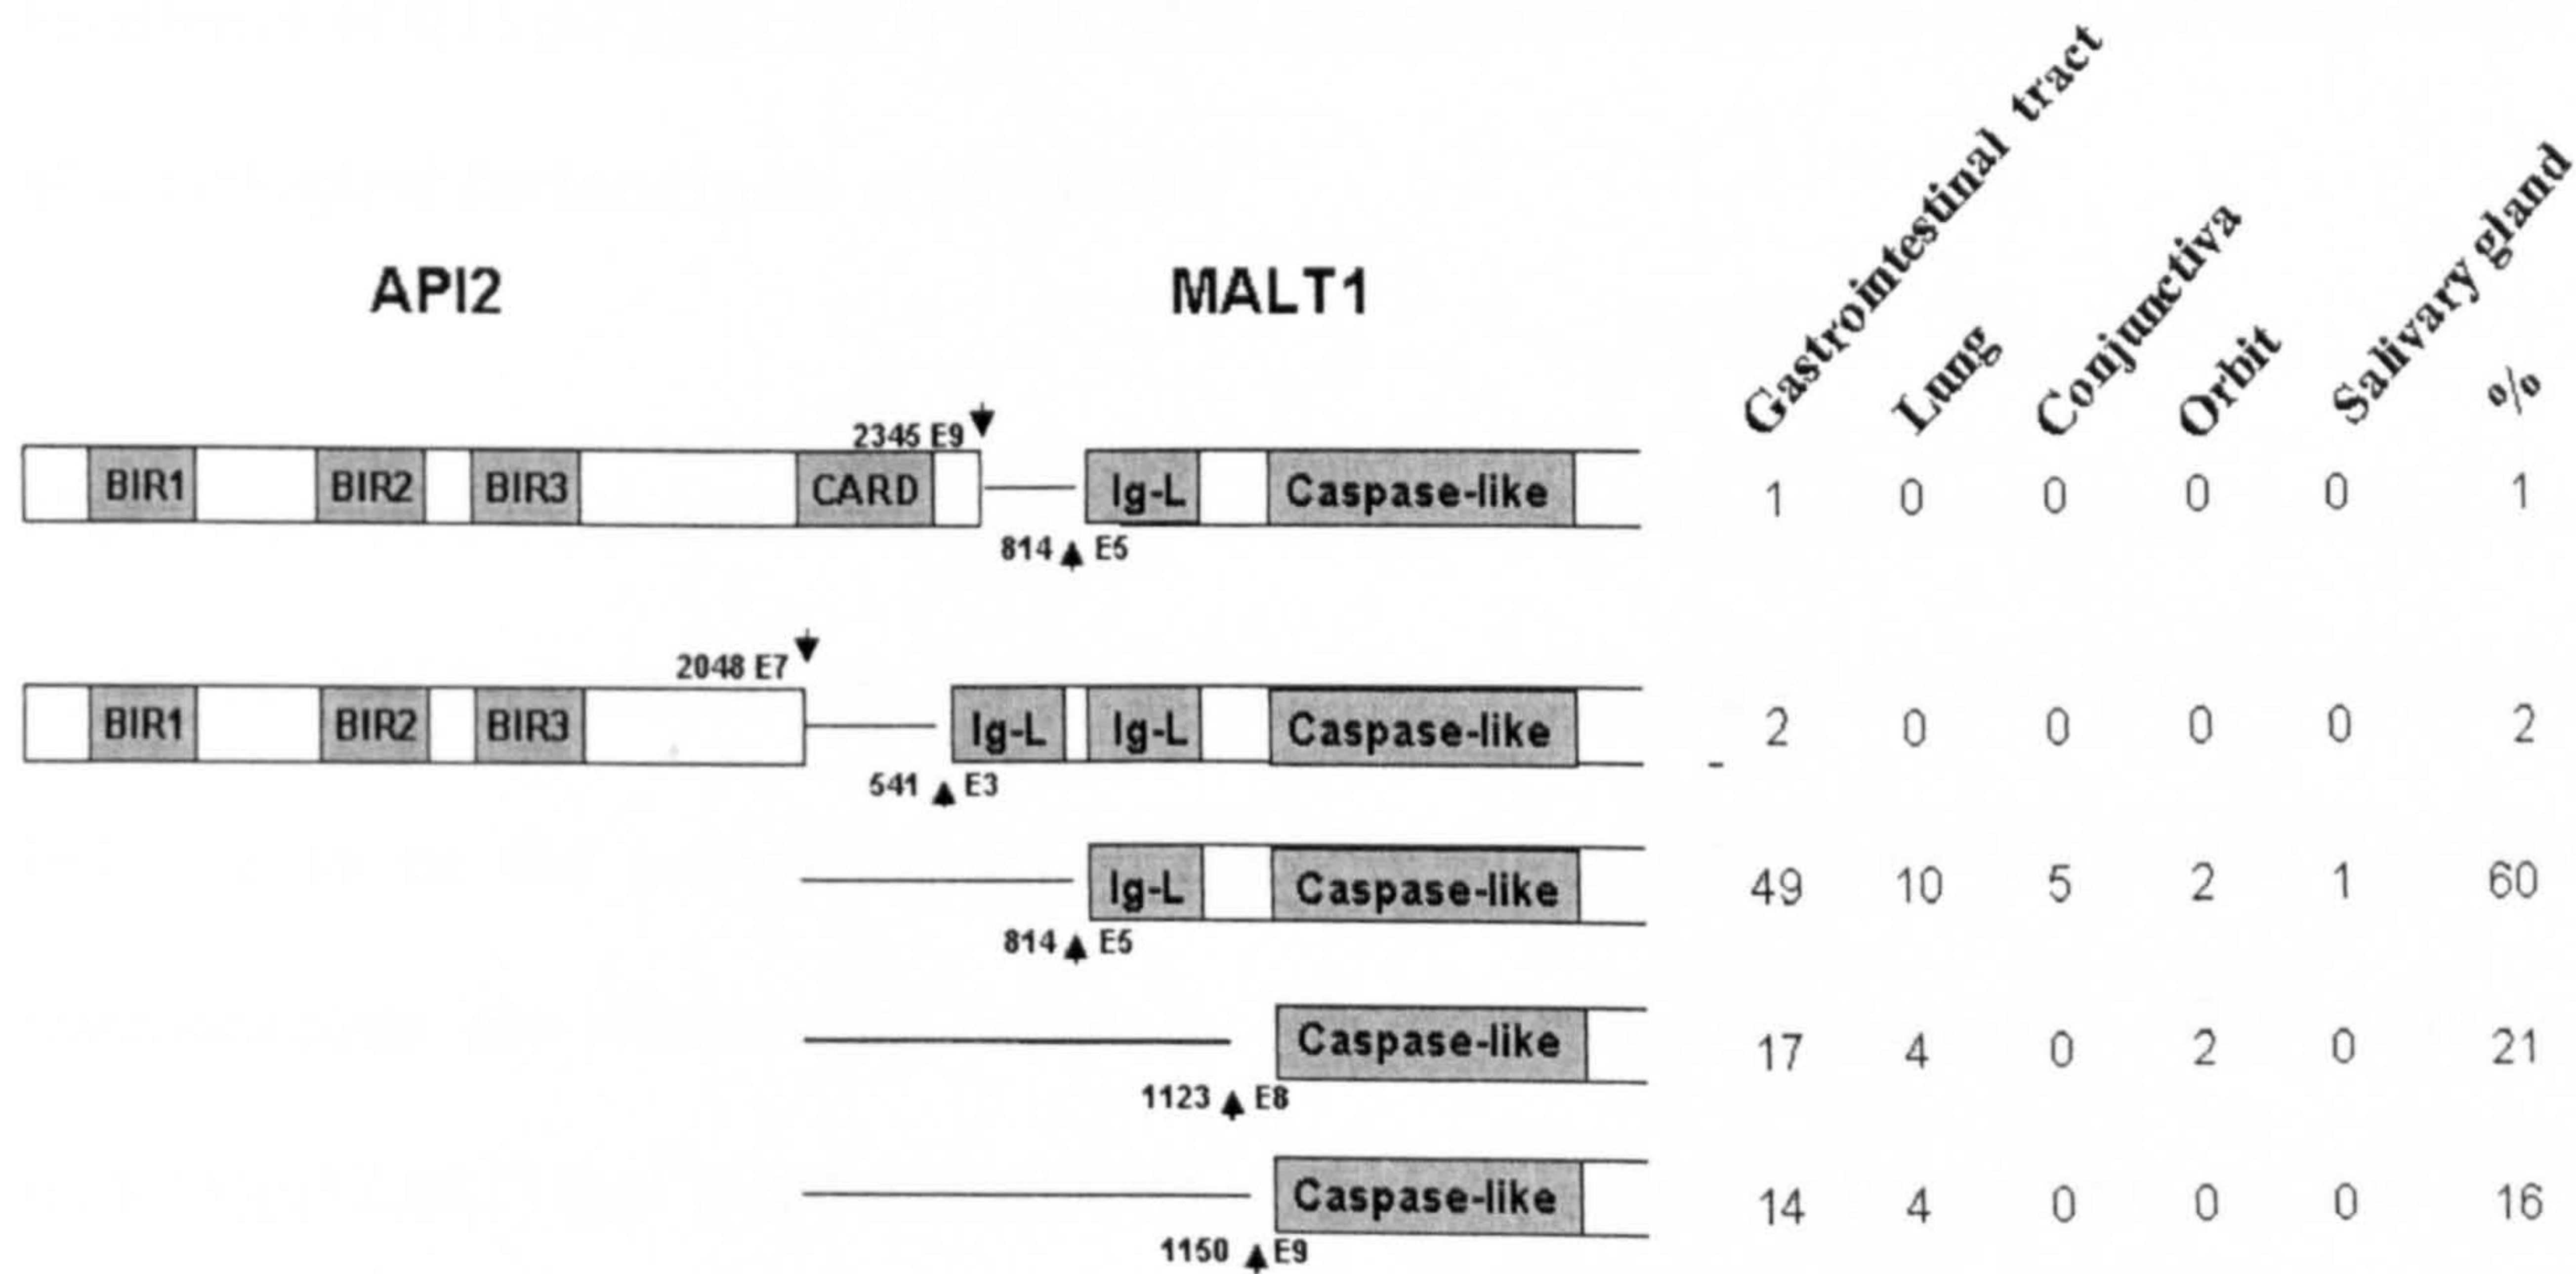 API2 MALT1 Gastrointestinal tract Lung Conjunctiva Orbit Salivary gland %
2345 E9
BIR1 BIR2 BIR3 CARD Ig-L Caspase-like 1 0 0 0 0 1
814 E5
2048 E7
BIR1 BIR2 BIR3 Ig-L Ig-L Caspase-like 2 0 0 0 0 2
541 E3
Ig-L Caspase-like 49 10 5 2 1 60
814 E5
Caspase-like 17 4 0 2 0 21
1123 E8
Caspase-like 14 4 0 0 0 16
1150 E9